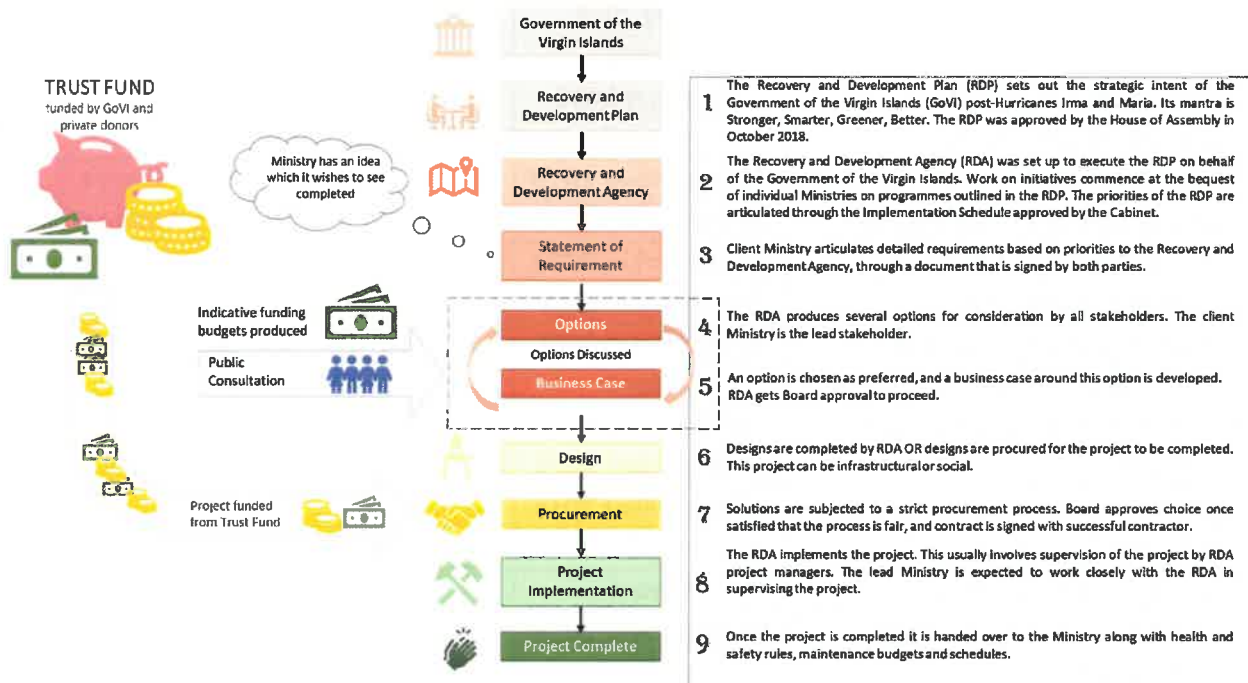 Government of the
Virgin Islands
TRUST FUND
funded by GoVI and
private donors
Recovery and
Development Plan
Ministry has an idea
which it wishes to see
completed
Recovery and
Development Agency
Statement of
Requirement
Indicative funding
budgets produced
Options
Options Discussed
Public
Consultation
Business Case
Design
Project funded
from Trust Fund
Procurement
Project
Implementation
Project Complete
1
The Recovery and Development Plan (RDP) sets out the strategic intent of the
Government of the Virgin Islands (GoVI) post-Hurricanes Irma and Maria. Its mantra is
Stronger, Smarter, Greener, Better. The RDP was approved by the House of Assembly in
October 2018.
2
The Recovery and Development Agency (RDA) was set up to execute the RDP on behalf
of the Government of the Virgin Islands. Work on initiatives commence at the bequest
of individual Ministries on programmes outlined in the RDP. The priorities of the RDP are
articulated through the Implementation Schedule approved by the Cabinet.
3
Client Ministry articulates detailed requirements based on priorities to the Recovery and
Development Agency, through a document that is signed by both parties.
4
The RDA produces several options for consideration by all stakeholders. The client
Ministry is the lead stakeholder.
5
An option is chosen as preferred, and a business case around this option is developed.
RDA gets Board approval to proceed.
6
Designs are completed by RDA OR designs are procured for the project to be completed.
This project can be infrastructural or social.
7
Solutions are subjected to a strict procurement process. Board approves choice once
satisfied that the process is fair, and contract is signed with successful contractor.
8
The RDA implements the project. This usually involves supervision of the project by RDA
project managers. The lead Ministry is expected to work closely with the RDA in
supervising the project.
9
Once the project is completed it is handed over to the Ministry along with health and
safety rules, maintenance budgets and schedules.